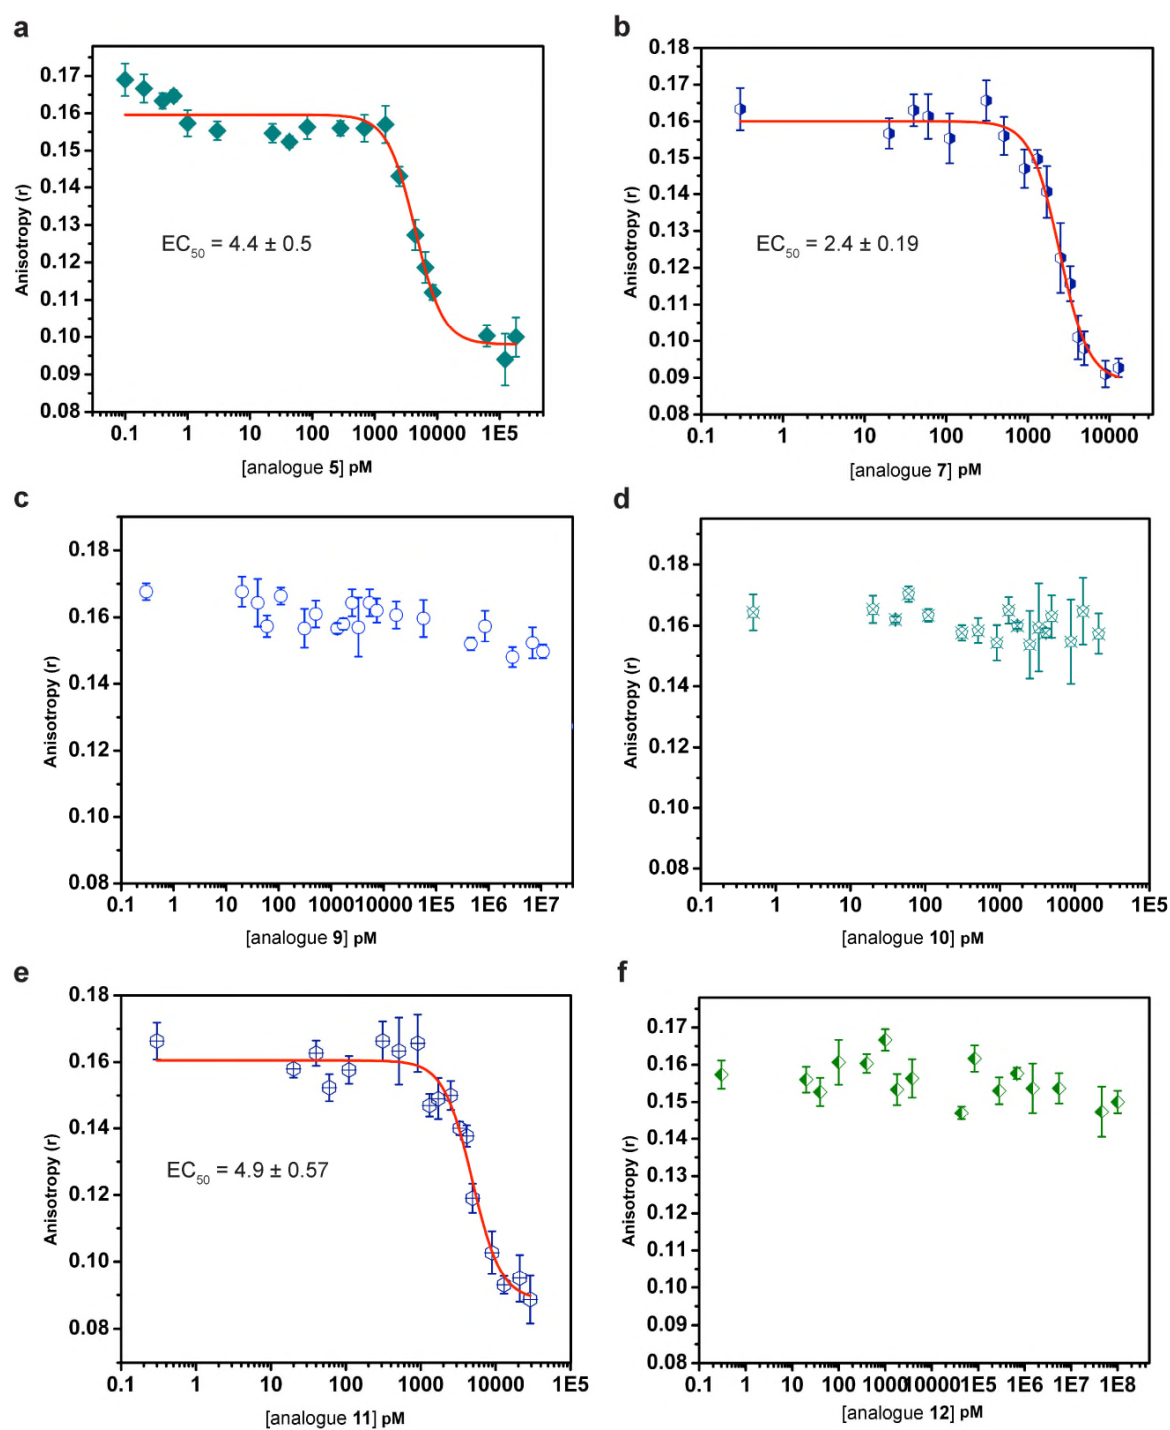 a
0.17
0.16
0.15
0.14
0.13
0.12
0.11
0.10
0.09
0.08
Anisotropy (r)
EC50 = 4.4 ± 0.5
0.1 1 10 100 1000 10000 1E5
[analogue 5] pM
b
0.18
0.17
0.16
0.15
0.14
0.13
0.12
0.11
0.10
0.09
0.08
Anisotropy (r)
EC50 = 2.4 ± 0.19
0.1 1 10 100 1000 10000
[analogue 7] pM
c
0.18
0.16
0.14
0.12
0.10
0.08
Anisotropy (r)
0.1 1 10 100 1000 10000 1E5 1E6 1E7
[analogue 9] pM
d
0.18
0.16
0.14
0.12
0.10
0.08
Anisotropy (r)
0.1 1 10 100 1000 10000 1E5
[analogue 10] pM
e
0.18
0.16
0.14
0.12
0.10
0.08
Anisotropy (r)
EC50 = 4.9 ± 0.57
0.1 1 10 100 1000 10000 1E5
[analogue 11] pM
f
0.17
0.16
0.15
0.14
0.13
0.12
0.11
0.10
0.09
0.08
Anisotropy (r)
0.1 1 10 100 1000 10000 1E5 1E6 1E7 1E8
[analogue 12] pM